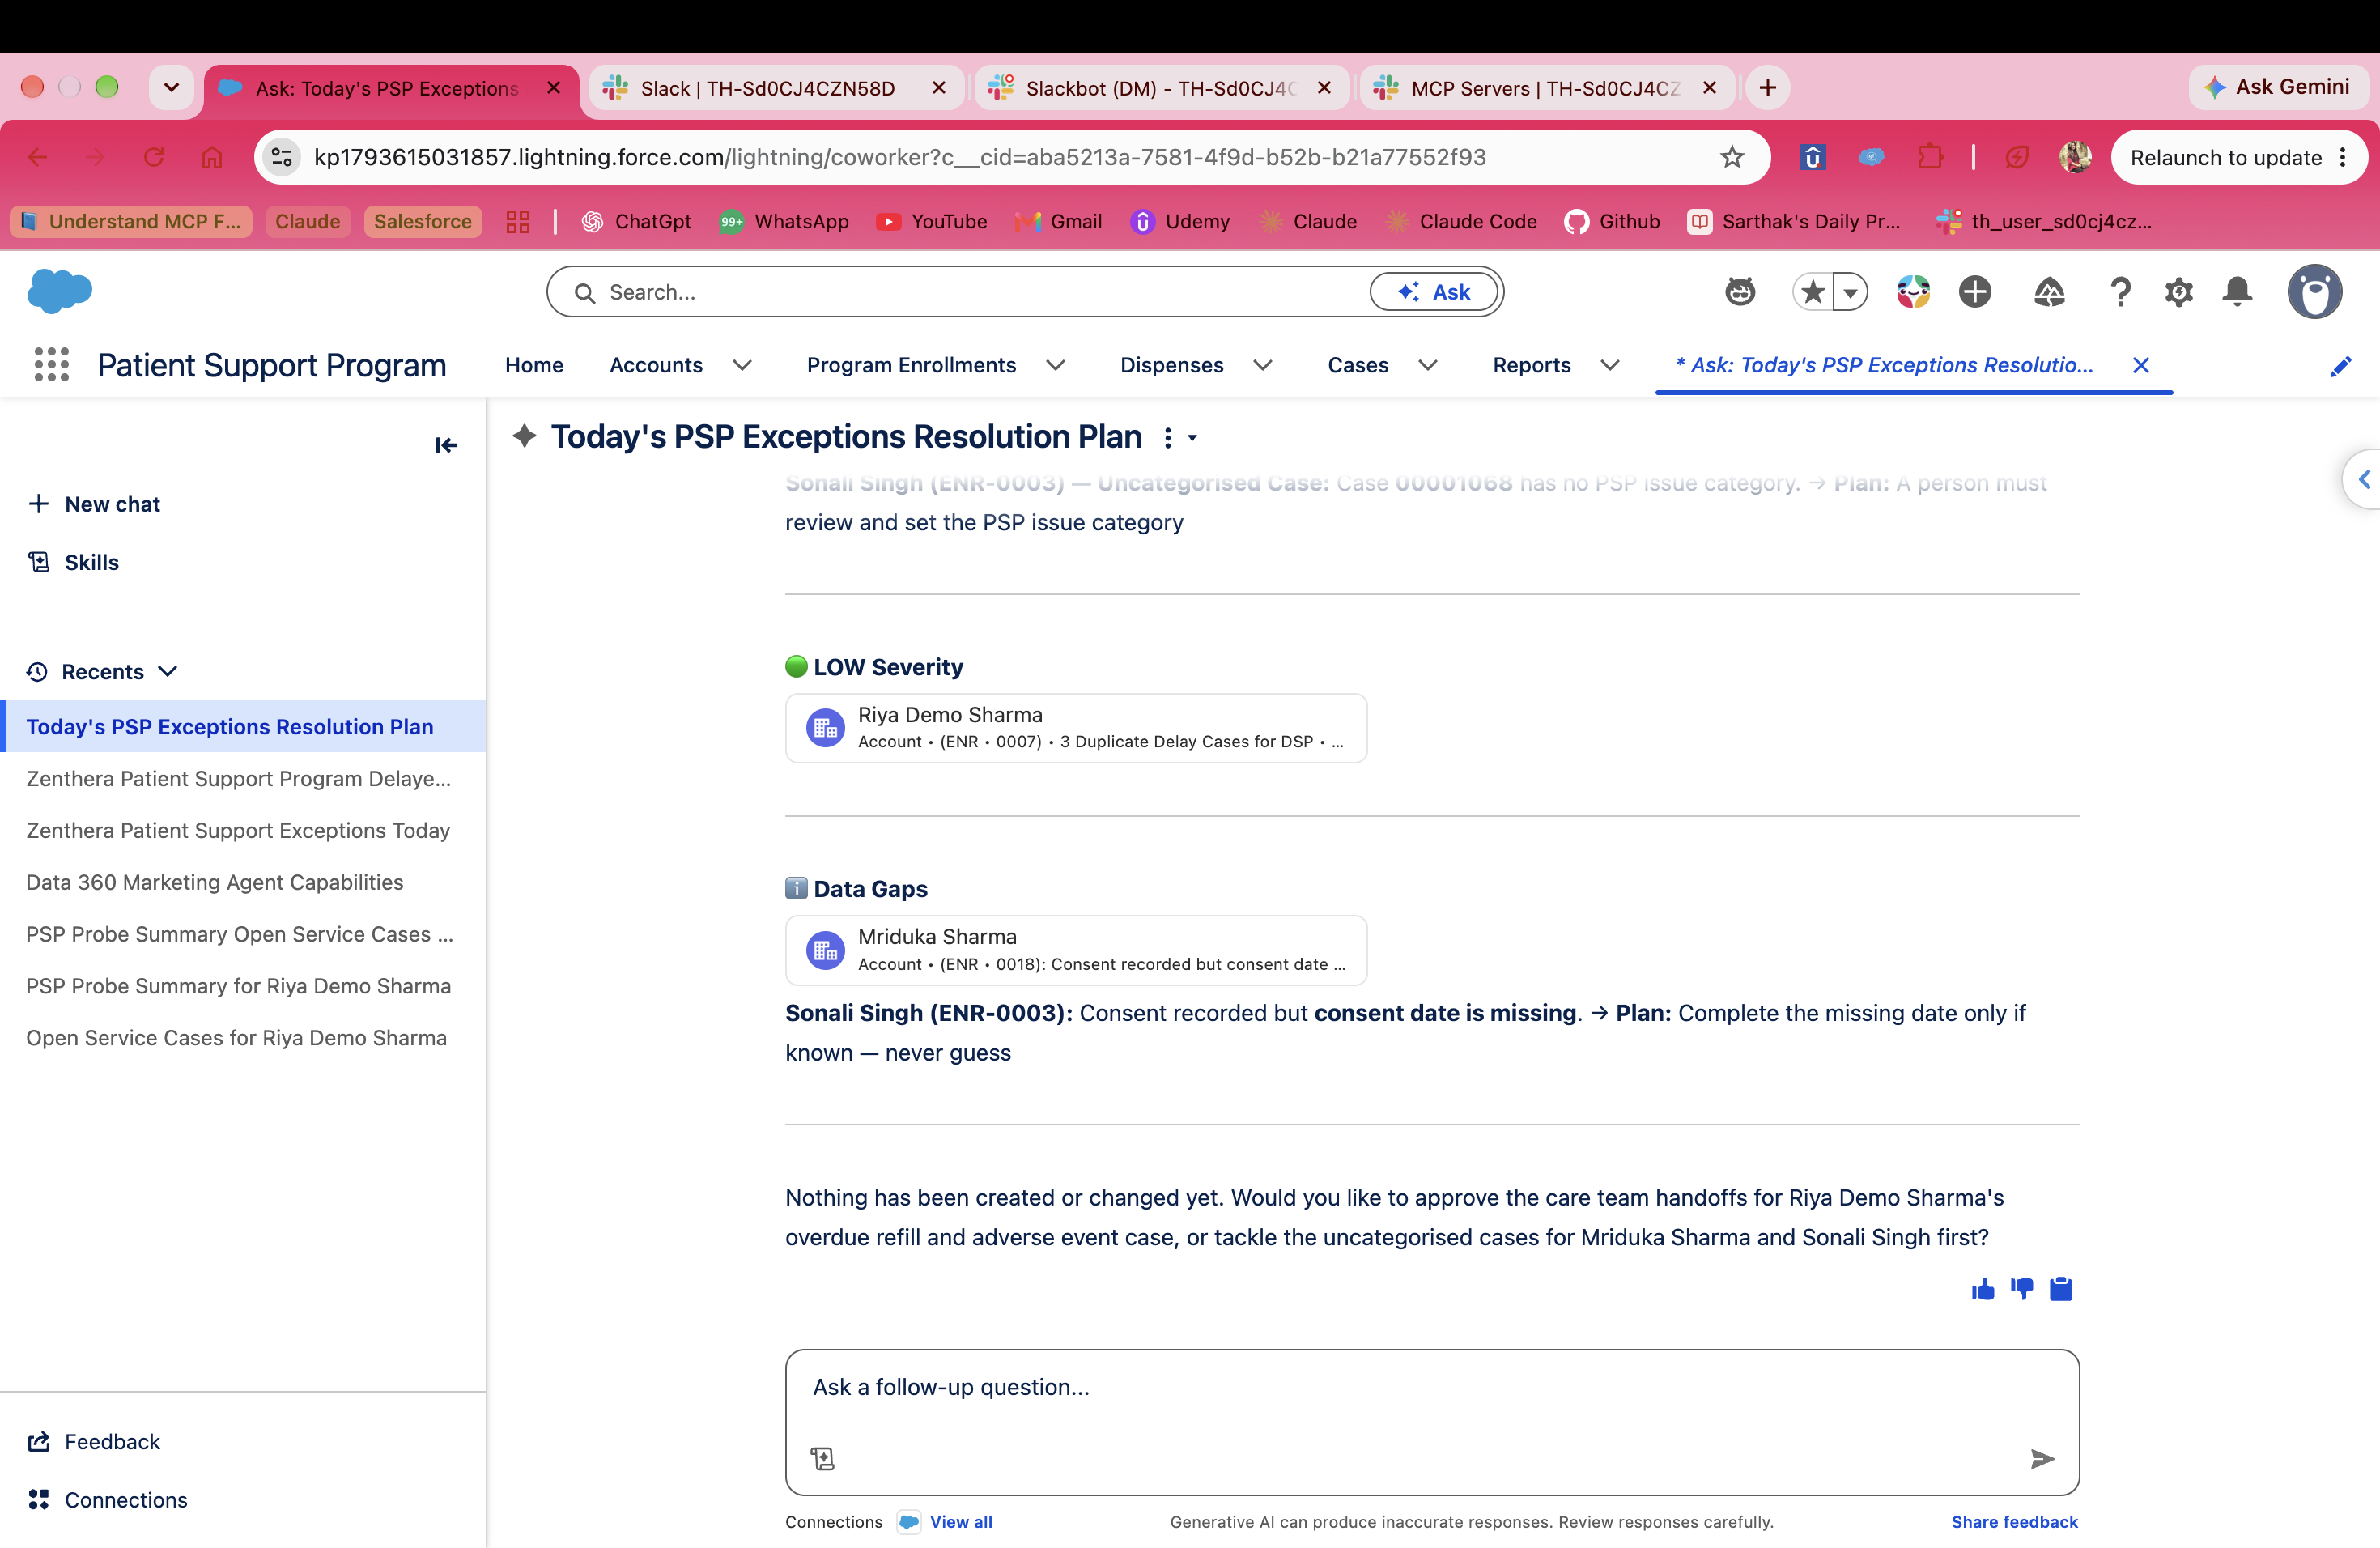 Ask: Today's PSP Exceptions
Slack | TH-Sd0CJ4CZN58D
Slackbot (DM) - TH-Sd0CJ4C
MCP Servers | TH-Sd0CJ4CZ
Ask Gemini
kp1793615031857.lightning.force.com/lightning/coworker?c__cid=aba5213a-7581-4f9d-b52b-b21a77552f93
Relaunch to update
Understand MCP F...
Claude
Salesforce
ChatGpt
99+
WhatsApp
YouTube
Gmail
Udemy
Claude
Claude Code
Github
Sarthak's Daily Pr...
th_user_sd0cj4cz...
Search...
Ask
Patient Support Program
Home
Accounts
Program Enrollments
Dispenses
Cases
Reports
* Ask: Today's PSP Exceptions Resolutio...
New chat
Skills
Recents
Today's PSP Exceptions Resolution Plan
Zenthera Patient Support Program Delaye...
Zenthera Patient Support Exceptions Today
Data 360 Marketing Agent Capabilities
PSP Probe Summary Open Service Cases ...
PSP Probe Summary for Riya Demo Sharma
Open Service Cases for Riya Demo Sharma
Feedback
Connections
Today's PSP Exceptions Resolution Plan
Sonali Singh (ENR-0003) — Uncategorised Case: Case 00001068 has no PSP issue category. → Plan: A person must
review and set the PSP issue category
LOW Severity
Riya Demo Sharma
Account • (ENR • 0007) • 3 Duplicate Delay Cases for DSP • ...
Data Gaps
Mriduka Sharma
Account • (ENR • 0018): Consent recorded but consent date ...
Sonali Singh (ENR-0003): Consent recorded but consent date is missing. → Plan: Complete the missing date only if
known — never guess
Nothing has been created or changed yet. Would you like to approve the care team handoffs for Riya Demo Sharma's
overdue refill and adverse event case, or tackle the uncategorised cases for Mriduka Sharma and Sonali Singh first?
Ask a follow-up question...
Connections
View all
Generative AI can produce inaccurate responses. Review responses carefully.
Share feedback